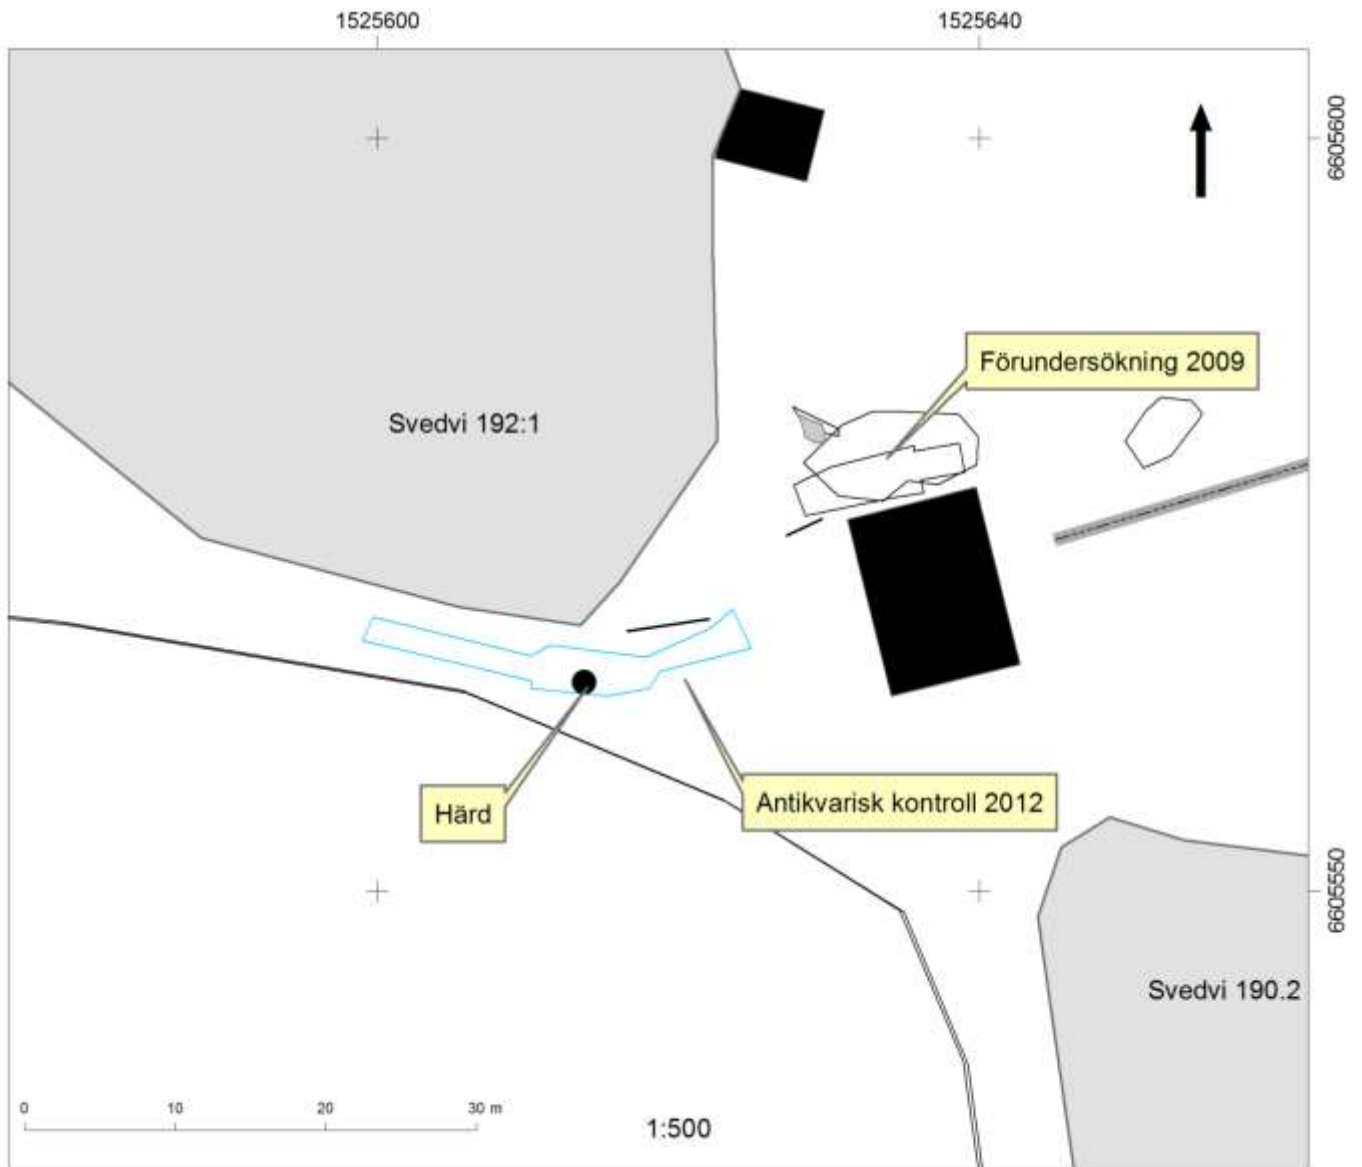 1525600
1525640
6605600
Förundersökning 2009
Svedvi 192:1
Härd
Antikvarisk kontroll 2012
6605550
Svedvi 190.2
0
10
20
30 m
1:500